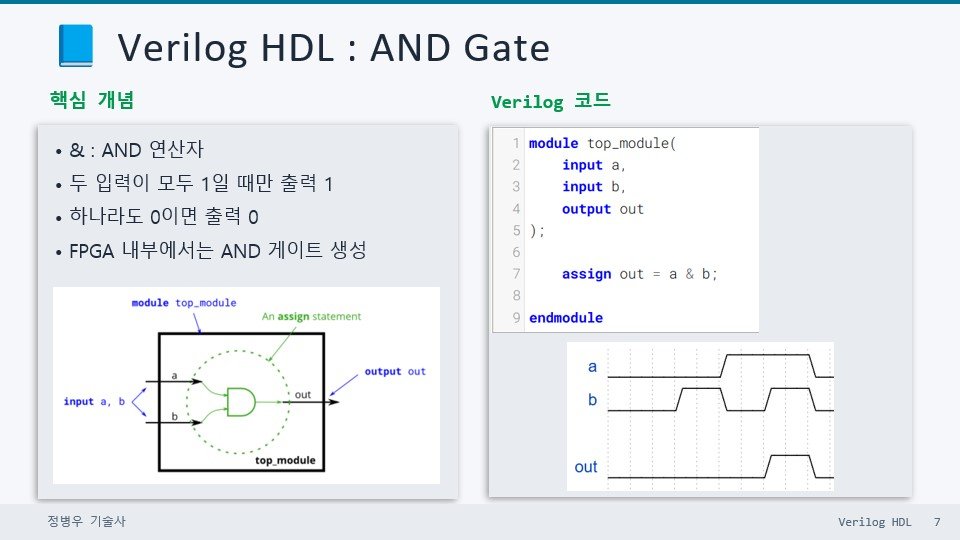 Verilog HDL : AND Gate
핵심 개념
• & : AND 연산자
• 두 입력이 모두 1일 때만 출력 1
• 하나라도 0이면 출력 0
• FPGA 내부에서는 AND 게이트 생성
module top_module
An assign statement
a
output out
out
input a, b
b
top_module
Verilog 코드
1 module top_module(
2 input a,
3 input b,
4 output out
5 );
6
7 assign out = a & b;
8
9 endmodule
a
b
out
정병우 기술사
Verilog HDL 7